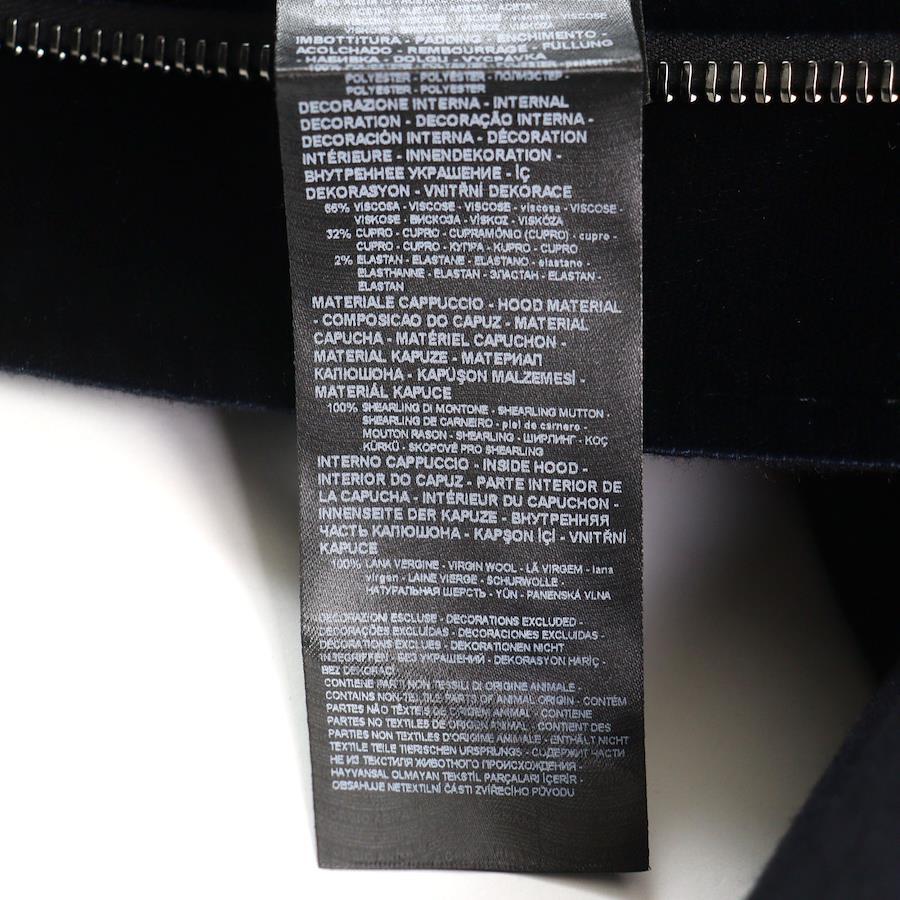 VISCOSE
IMBOTTITURA - PADDING - ENCHIMENTO -
ACOLCHADO - REMBOURRAGE - FÜLLUNG
- НАБИВКА - DOLGU - VYCPÁVKA
100%
POLYESTER - POLYESTER - ПОЛИЭСТЕР -
POLYESTER - POLYESTER
DECORAZIONE INTERNA - INTERNAL
DECORATION - DECORAÇÃO INTERNA -
DECORACIÓN INTERNA - DÉCORATION
INTÉRIEURE - INNENDEKORATION -
ВНУТРЕННЕЕ УКРАШЕНИЕ - İÇ
DEKORASYON - VNITŘNÍ DEKORACE
66% VISCOSA - VISCOSE - VISCOSE - viscosa - VISCOSE -
VISKOSE - ВИСКОЗА - VİSKOZ - VISKÓZA
32% CUPRO - CUPRO - CUPRAMÓNIO (CUPRO) - cupro -
CUPRO - CUPRO - КУПРА - KUPRO - CUPRO
2% ELASTAN - ELASTANE - ELASTANO - elastano -
ELASTHANNE - ELASTAN - ЭЛАСТАН - ELASTAN -
ELASTAN
MATERIALE CAPPUCCIO - HOOD MATERIAL
- COMPOSICAO DO CAPUZ - MATERIAL
CAPUCHA - MATÉRIEL CAPUCHON -
MATERIAL KAPUZE - МАТЕРИАЛ
КАПЮШОНА - KAPÜŞON MALZEMESİ -
MATERIÁL KAPUCE
100% SHEARLING DI MONTONE - SHEARLING MUTTON -
SHEARLING DE CARNEIRO - piel de carnero -
MOUTON RASON - SHEARLING - ШИРЛИНГ - KOÇ
KÜRKÜ - SKOPOVÉ PRO SHEARLING
INTERNO CAPPUCCIO - INSIDE HOOD -
INTERIOR DO CAPUZ - PARTE INTERIOR DE
LA CAPUCHA - INTÉRIEUR DU CAPUCHON -
INNENSEITE DER KAPUZE - ВНУТРЕННЯЯ
ЧАСТЬ КАПЮШОНА - KAPŞON İÇİ - VNITŘNÍ
KAPUCE
100% LANA VERGINE - VIRGIN WOOL - LÃ VIRGEM - lana
virgen - LAINE VIERGE - SCHURWOLLE -
НАТУРАЛЬНАЯ ШЕРСТЬ - YÜN - PANENSKÁ VLNA
DECORAZIONI ESCLUSE - DECORATIONS EXCLUDED -
DECORAÇÕES EXCLUÍDAS - DECORACIONES EXCLUIDAS -
DECORATIONS EXCLUES - DEKORATIONEN NICHT
INBEGRIFFEN - БЕЗ УКРАШЕНИЙ - DEKORASYON HARİÇ -
BEZ DEKORACÍ
CONTIENE PARTI NON TESSILI DI ORIGINE ANIMALE -
CONTAINS NON-TEXTILE PARTS OF ANIMAL ORIGIN - CONTÉM
PARTES NÃO TÊXTEIS DE ORIGEM ANIMAL - CONTIENE
PARTES NO TEXTILES DE ORIGEN ANIMAL - CONTIENT DES
PARTIES NON TEXTILES D'ORIGINE ANIMALE - ENTHÄLT NICHT
TEXTILE TEILE TIERISCHEN URSPRUNGS - СОДЕРЖИТ ЧАСТИ
НЕ ИЗ ТЕКСТИЛЯ ЖИВОТНОГО ПРОИСХОЖДЕНИЯ -
HAYVANSAL OLMAYAN TEKSTİL PARÇALARI İÇERİR -
OBSAHUJE NETEXTILNÍ ČÁSTI ZVÍŘECÍHO PŮVODU